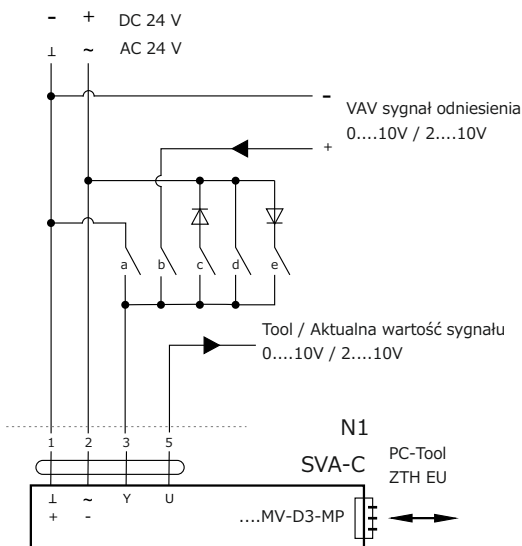 - + DC 24 V
⊥ ~ AC 24 V
-
VAV sygnał odniesienia
0....10V / 2....10V
+
a b c d e
Tool / Aktualna wartość sygnału
0....10V / 2....10V
N1
1 2 3 5
SVA-C
PC-Tool
ZTH EU
⊥ ~ Y U
+ -
....MV-D3-MP